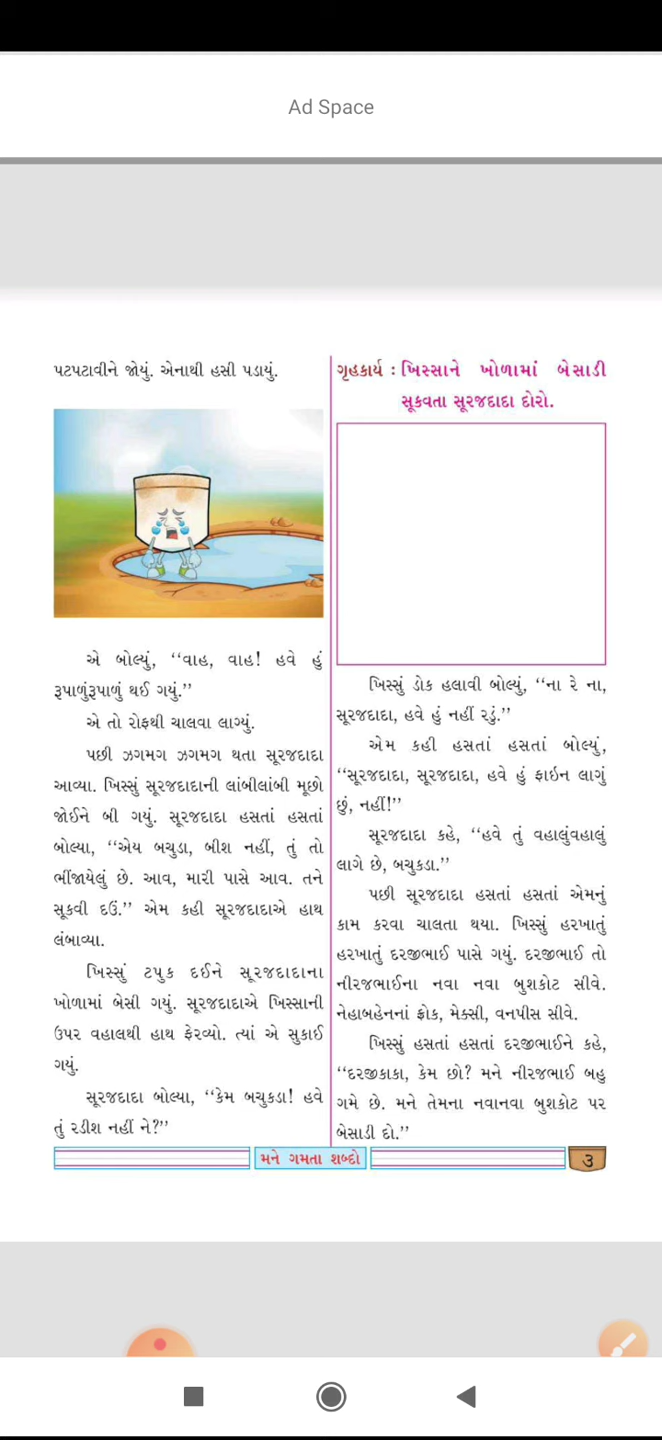 Ad Space
પટપટાવીને જોયું. એનાથી હસી પડાયું.
એ બોલ્યું, ‘‘વાહ, વાહ! હવે હું
રૂપાળુંરૂપાળું થઈ ગયું.’’
એ તો રોફથી ચાલવા લાગ્યું.
પછી ઝગમગ ઝગમગ થતા સૂરજદાદા
આવ્યા. ખિસ્સું સૂરજદાદાની લાંબીલાંબી મૂછો
જોઈને બી ગયું. સૂરજદાદા હસતાં હસતાં
બોલ્યા, ‘‘એય બચુડા, બીશ નહીં, તું તો
ભીંજાયેલું છે. આવ, મારી પાસે આવ. તને
સૂકવી દઉં.’’ એમ કહી સૂરજદાદાએ હાથ
લંબાવ્યા.
ખિસ્સું ટપુક દઈને સૂરજદાદાના
ખોળામાં બેસી ગયું. સૂરજદાદાએ ખિસ્સાની
ઉપર વહાલથી હાથ ફેરવ્યો. ત્યાં એ સુકાઈ
ગયું.
સૂરજદાદા બોલ્યા, ‘‘કેમ બચુકડા! હવે
તું રડીશ નહીં ને?’’
ગૃહકાર્ય : ખિસ્સાને ખોળામાં બેસાડી
સૂકવતા સૂરજદાદા દોરો.
ખિસ્સું ડોક હલાવી બોલ્યું, ‘‘ના રે ના,
સૂરજદાદા, હવે હું નહીં રડું.’’
એમ કહી હસતાં હસતાં બોલ્યું,
‘‘સૂરજદાદા, સૂરજદાદા, હવે હું ફાઇન લાગું
છું, નહીં!’’
સૂરજદાદા કહે, ‘‘હવે તું વહાલુંવહાલું
લાગે છે, બચુકડા.’’
પછી સૂરજદાદા હસતાં હસતાં એમનું
કામ કરવા ચાલતા થયા. ખિસ્સું હરખાતું
હરખાતું દરજીભાઈ પાસે ગયું. દરજીભાઈ તો
નીરજભાઈના નવા નવા બુશકોટ સીવે.
નેહાબહેનનાં ફ્રોક, મેક્સી, વનપીસ સીવે.
ખિસ્સું હસતાં હસતાં દરજીભાઈને કહે,
‘‘દરજીકાકા, કેમ છો? મને નીરજભાઈ બહુ
ગમે છે. મને તેમના નવાનવા બુશકોટ પર
બેસાડી દો.’’
મને ગમતા શબ્દો
૩